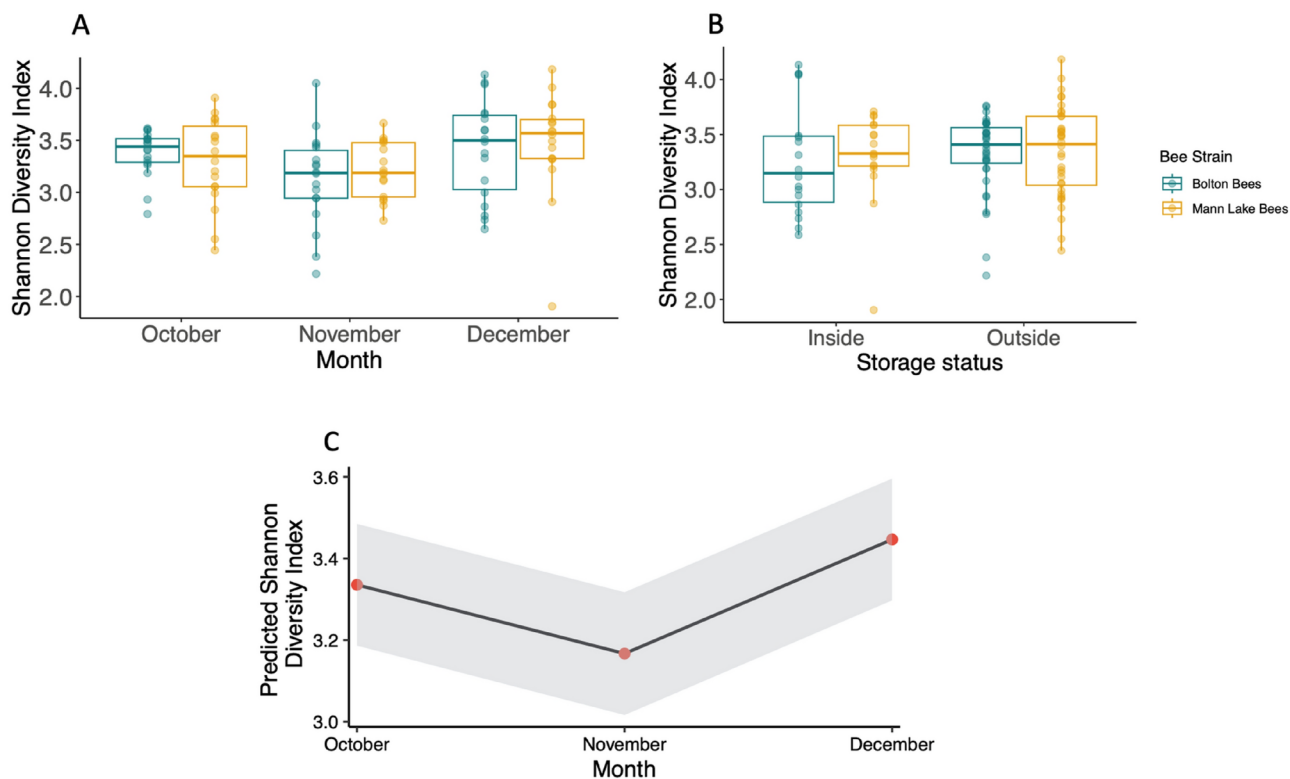 A
Shannon Diversity Index
4.0
3.5
3.0
2.5
2.0
October
November
December
Month
B
Shannon Diversity Index
4.0
3.5
3.0
2.5
2.0
Inside
Outside
Storage status
Bee Strain
Bolton Bees
Mann Lake Bees
C
Predicted Shannon
Diversity Index
3.6
3.4
3.2
3.0
October
November
December
Month